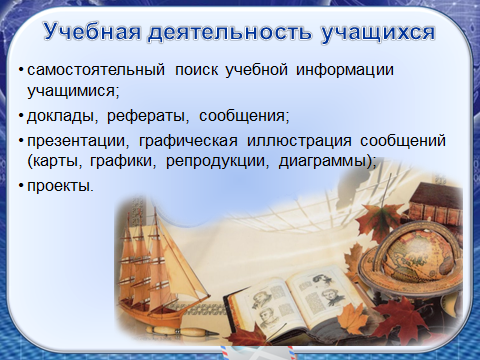 Учебная деятельность учащихся
• самостоятельный поиск учебной информации
учащимися;
• доклады, рефераты, сообщения;
• презентации, графическая иллюстрация сообщений
(карты, графики, репродукции, диаграммы);
• проекты.